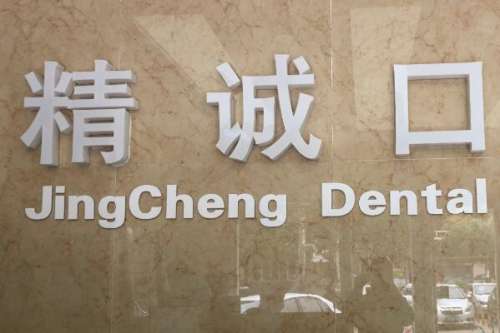 精诚口
JingCheng Dental